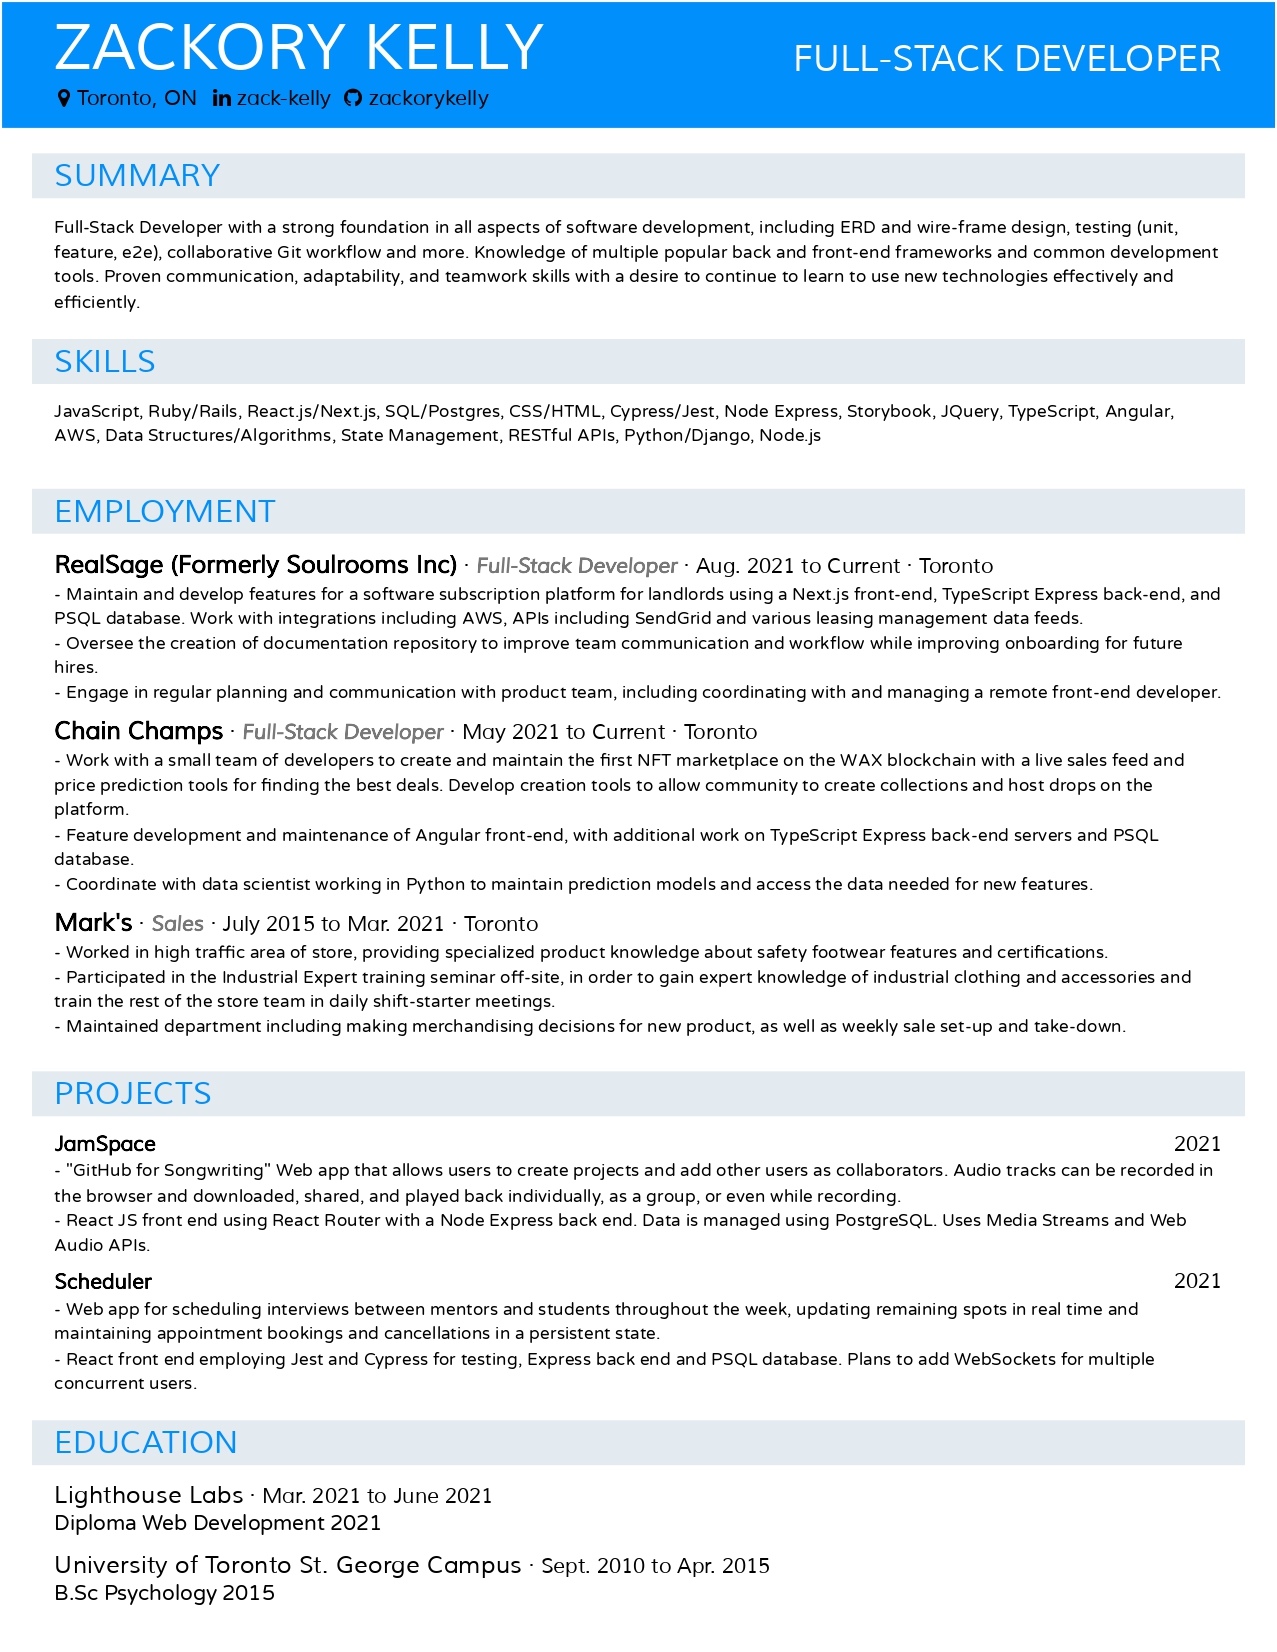 ZACKORY KELLY
FULL-STACK DEVELOPER
Toronto, ON zack-kelly zackorykelly
SUMMARY
Full-Stack Developer with a strong foundation in all aspects of software development, including ERD and wire-frame design, testing (unit,
feature, e2e), collaborative Git workflow and more. Knowledge of multiple popular back and front-end frameworks and common development
tools. Proven communication, adaptability, and teamwork skills with a desire to continue to learn to use new technologies effectively and
efficiently.
SKILLS
JavaScript, Ruby/Rails, React.js/Next.js, SQL/Postgres, CSS/HTML, Cypress/Jest, Node Express, Storybook, JQuery, TypeScript, Angular,
AWS, Data Structures/Algorithms, State Management, RESTful APIs, Python/Django, Node.js
EMPLOYMENT
RealSage (Formerly Soulrooms Inc) · Full-Stack Developer · Aug. 2021 to Current · Toronto
- Maintain and develop features for a software subscription platform for landlords using a Next.js front-end, TypeScript Express back-end, and
PSQL database. Work with integrations including AWS, APIs including SendGrid and various leasing management data feeds.
- Oversee the creation of documentation repository to improve team communication and workflow while improving onboarding for future
hires.
- Engage in regular planning and communication with product team, including coordinating with and managing a remote front-end developer.
Chain Champs · Full-Stack Developer · May 2021 to Current · Toronto
- Work with a small team of developers to create and maintain the first NFT marketplace on the WAX blockchain with a live sales feed and
price prediction tools for finding the best deals. Develop creation tools to allow community to create collections and host drops on the
platform.
- Feature development and maintenance of Angular front-end, with additional work on TypeScript Express back-end servers and PSQL
database.
- Coordinate with data scientist working in Python to maintain prediction models and access the data needed for new features.
Mark's · Sales · July 2015 to Mar. 2021 · Toronto
- Worked in high traffic area of store, providing specialized product knowledge about safety footwear features and certifications.
- Participated in the Industrial Expert training seminar off-site, in order to gain expert knowledge of industrial clothing and accessories and
train the rest of the store team in daily shift-starter meetings.
- Maintained department including making merchandising decisions for new product, as well as weekly sale set-up and take-down.
PROJECTS
JamSpace 2021
- "GitHub for Songwriting" Web app that allows users to create projects and add other users as collaborators. Audio tracks can be recorded in
the browser and downloaded, shared, and played back individually, as a group, or even while recording.
- React JS front end using React Router with a Node Express back end. Data is managed using PostgreSQL. Uses Media Streams and Web
Audio APIs.
Scheduler 2021
- Web app for scheduling interviews between mentors and students throughout the week, updating remaining spots in real time and
maintaining appointment bookings and cancellations in a persistent state.
- React front end employing Jest and Cypress for testing, Express back end and PSQL database. Plans to add WebSockets for multiple
concurrent users.
EDUCATION
Lighthouse Labs · Mar. 2021 to June 2021
Diploma Web Development 2021
University of Toronto St. George Campus · Sept. 2010 to Apr. 2015
B.Sc Psychology 2015